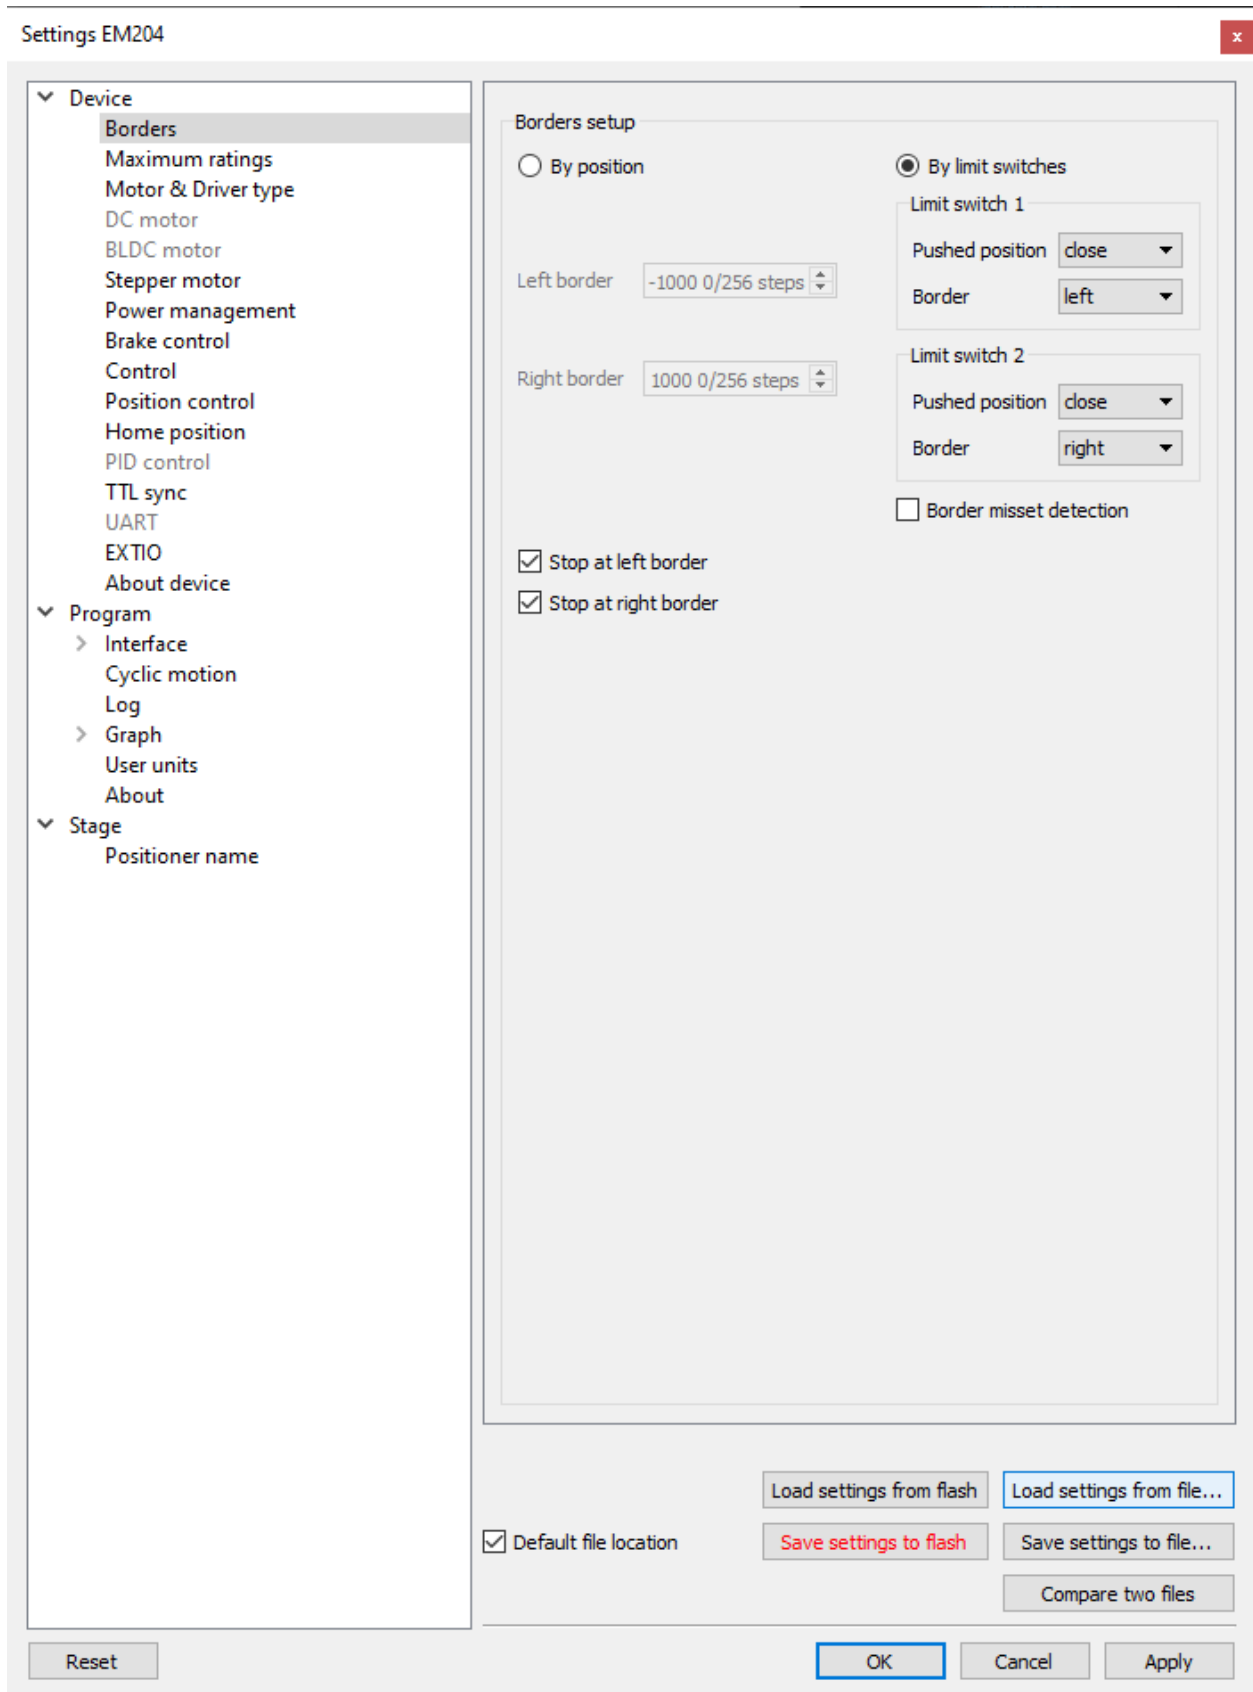 Settings EM204
x
Device
Borders
Maximum ratings
Motor & Driver type
DC motor
BLDC motor
Stepper motor
Power management
Brake control
Control
Position control
Home position
PID control
TTL sync
UART
EXTIO
About device
Program
Interface
Cyclic motion
Log
Graph
User units
About
Stage
Positioner name
Borders setup
By position
By limit switches
Limit switch 1
Pushed position close
Border left
Left border -1000 0/256 steps
Limit switch 2
Right border 1000 0/256 steps
Pushed position close
Border right
Border misset detection
Stop at left border
Stop at right border
Load settings from flash
Load settings from file...
Default file location
Save settings to flash
Save settings to file...
Compare two files
Reset
OK
Cancel
Apply